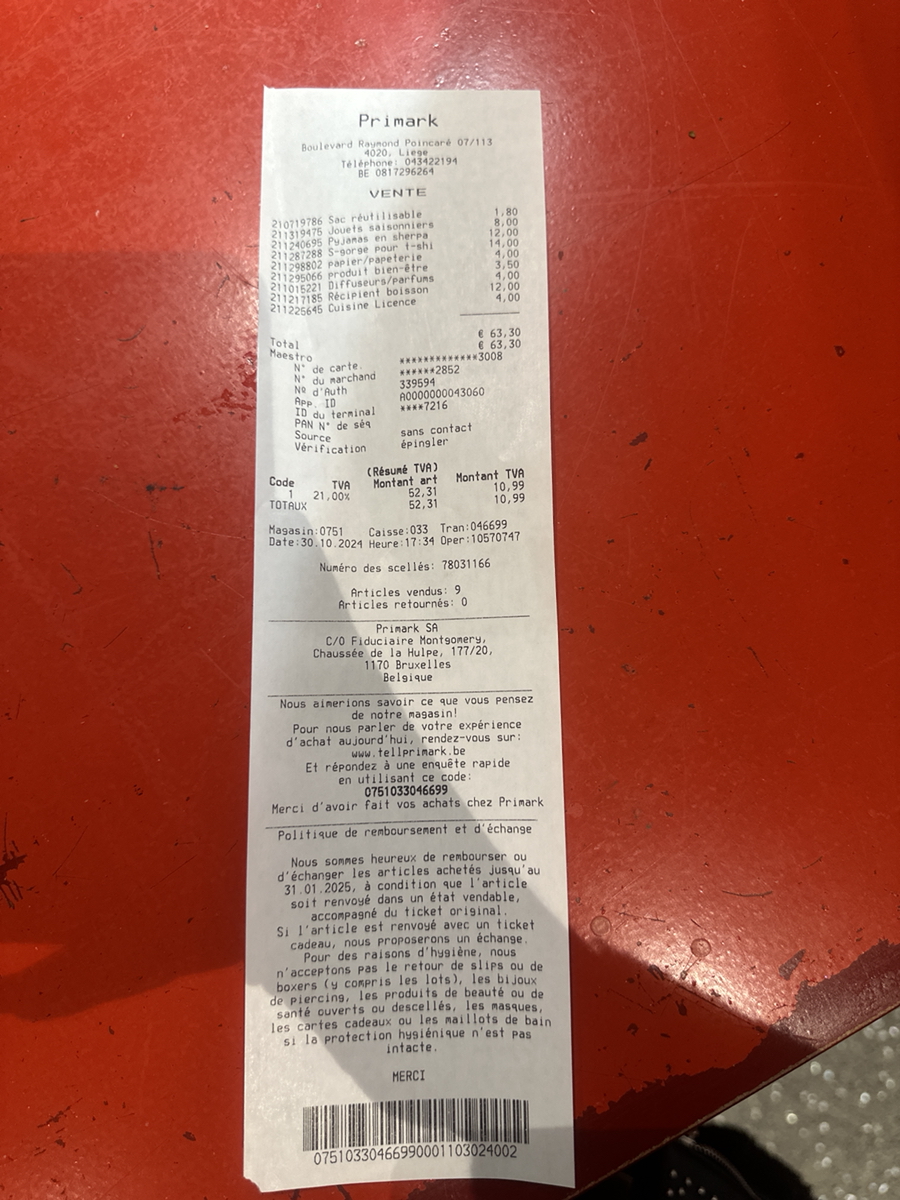 Primark
Boulevard Raymond Poincaré 07/113
4020, Liege
Téléphone: 043422194
BE 0817296264
VENTE
210719786 Sac réutilisable 1,80
211319475 Jouets saisonniers 8,00
211240695 Pyjamas en sherpa 12,00
211287288 S-gorge pour t-shi 14,00
211298802 papier/papeterie 4,00
211295066 produit bien-être 3,50
211015221 Diffuseurs/parfums 4,00
211217185 Récipient boisson 12,00
211225645 Cuisine Licence 4,00
Total € 63,30
Maestro € 63,30
N° de carte. ************3008
N° du marchand ******2852
Nº d'Auth 339594
App. ID A0000000043060
ID du terminal ****7216
PAN N° de séq
Source sans contact
Vérification épingler
(Résumé TVA)
Code TVA Montant art Montant TVA
1 21,00% 52,31 10,99
TOTAUX 52,31 10,99
Magasin:0751 Caisse:033 Tran:046699
Date:30.10.2024 Heure:17:34 Oper:10570747
Numéro des scellés: 78031166
Articles vendus: 9
Articles retournés: 0
Primark SA
C/O Fiduciaire Montgomery,
Chaussée de la Hulpe, 177/20,
1170 Bruxelles
Belgique
Nous aimerions savoir ce que vous pensez
de notre magasin!
Pour nous parler de votre expérience
d'achat aujourd'hui, rendez-vous sur:
www.tellprimark.be
Et répondez à une enquête rapide
en utilisant ce code:
0751033046699
Merci d'avoir fait vos achats chez Primark
Politique de remboursement et d'échange
Nous sommes heureux de rembourser ou
d'échanger les articles achetés jusqu'au
31.01.2025, à condition que l'article
soit renvoyé dans un état vendable,
accompagné du ticket original.
Si l'article est renvoyé avec un ticket
cadeau, nous proposerons un échange.
Pour des raisons d'hygiène, nous
n'acceptons pas le retour de slips ou de
boxers (y compris les lots), les bijoux
de piercing, les produits de beauté ou de
santé ouverts ou descellés, les masques,
les cartes cadeaux ou les maillots de bain
si la protection hygiénique n'est pas
intacte.
MERCI
07510330466990001103024002